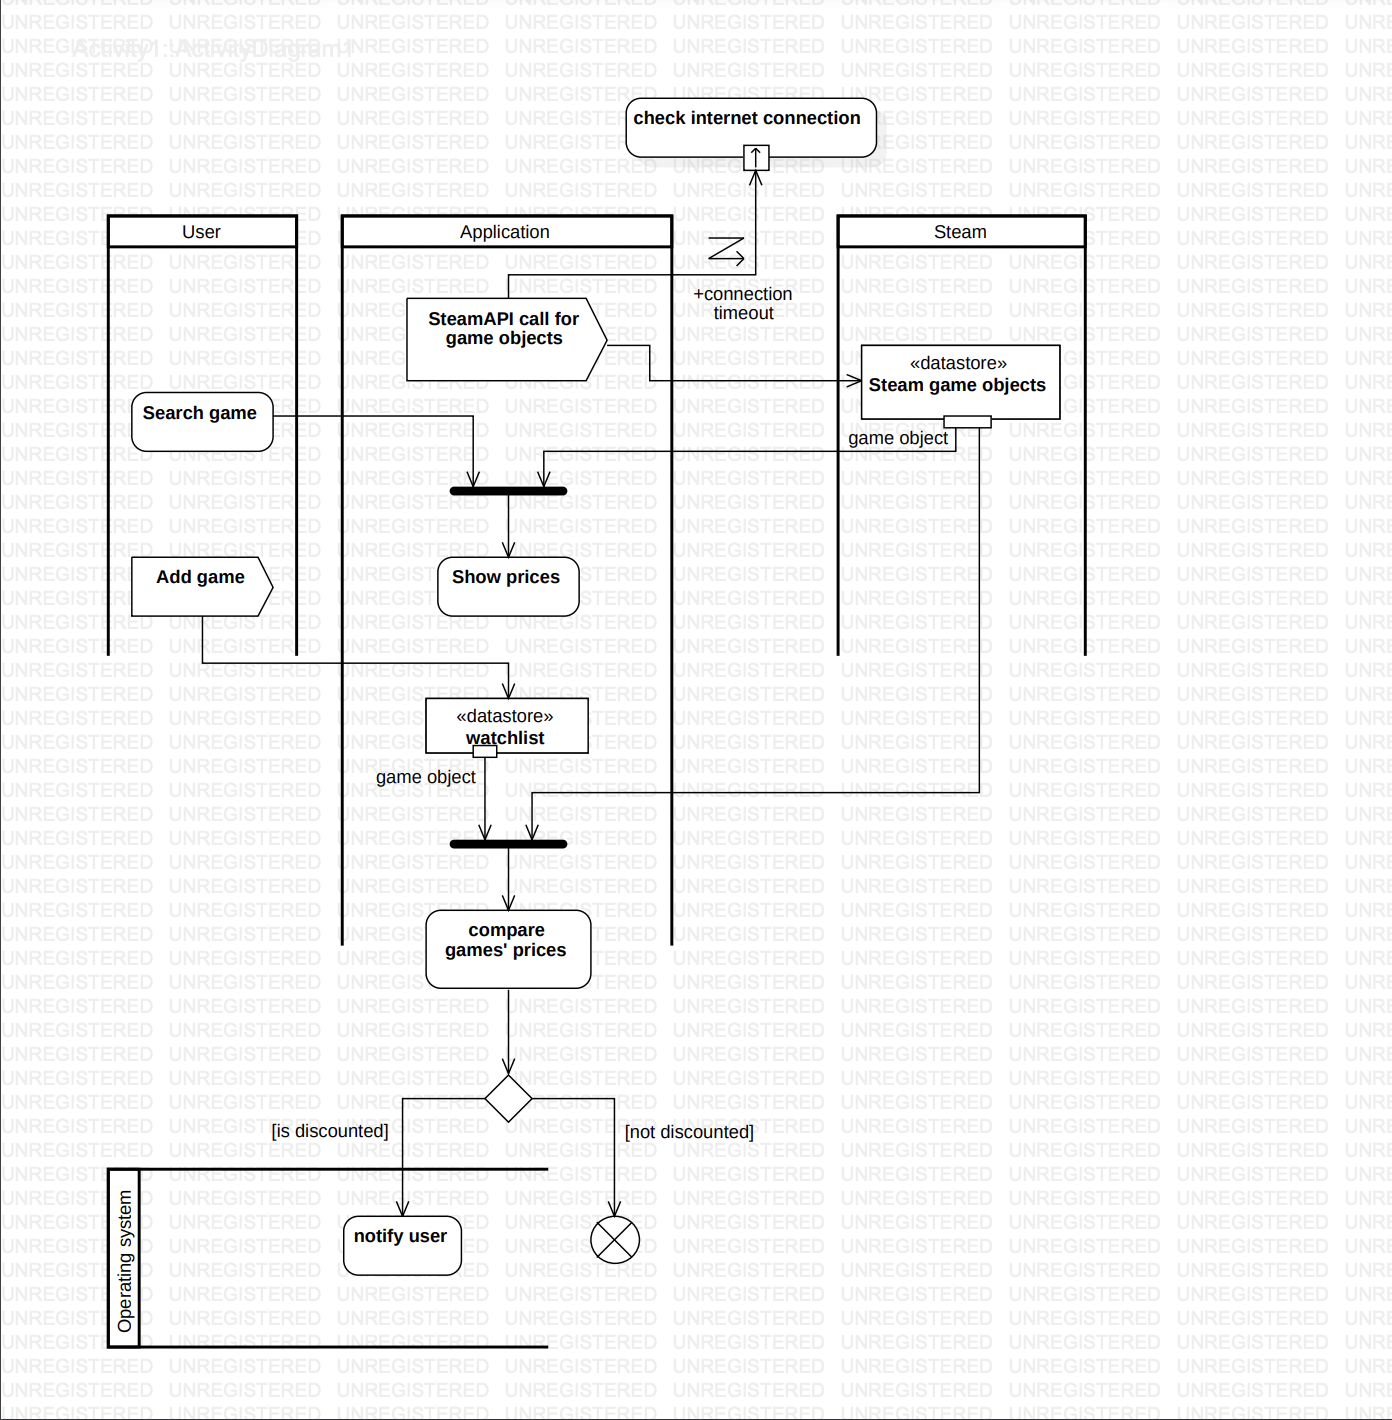 Activity1::ActivityDiagram1
check internet connection
User
Application
Steam
+connection
timeout
SteamAPI call for
game objects
«datastore»
Steam game objects
Search game
game object
Add game
Show prices
«datastore»
watchlist
game object
compare
games' prices
[is discounted]
[not discounted]
Operating system
notify user
UNREGISTERED